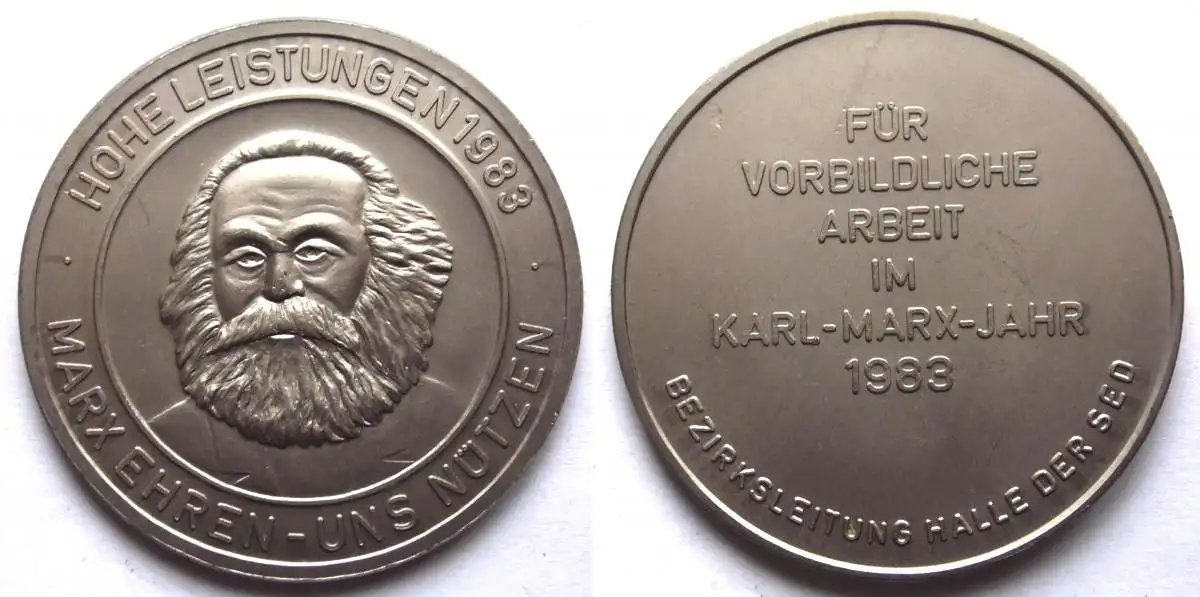 HOHE LEISTUNGEN 1983
MARX EHREN - UNS NÜTZEN
FÜR
VORBILDLICHE
ARBEIT
IM
KARL-MARX-JAHR
1983
BEZIRKSLEITUNG HALLE DER SED